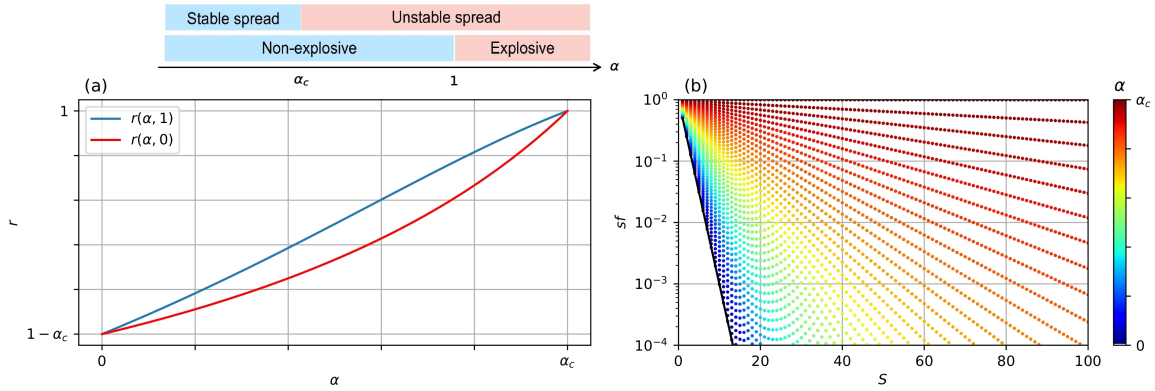 Stable spread Unstable spread
Non-explosive Explosive
α
α_c 1
(a)
1
r(α, 1)
r(α, 0)
r
1 − α_c
0 α_c
α
(b)
α
10^0 α_c
10^−1
sf
10^−2
10^−3
10^−4 0
0 20 40 60 80 100
S